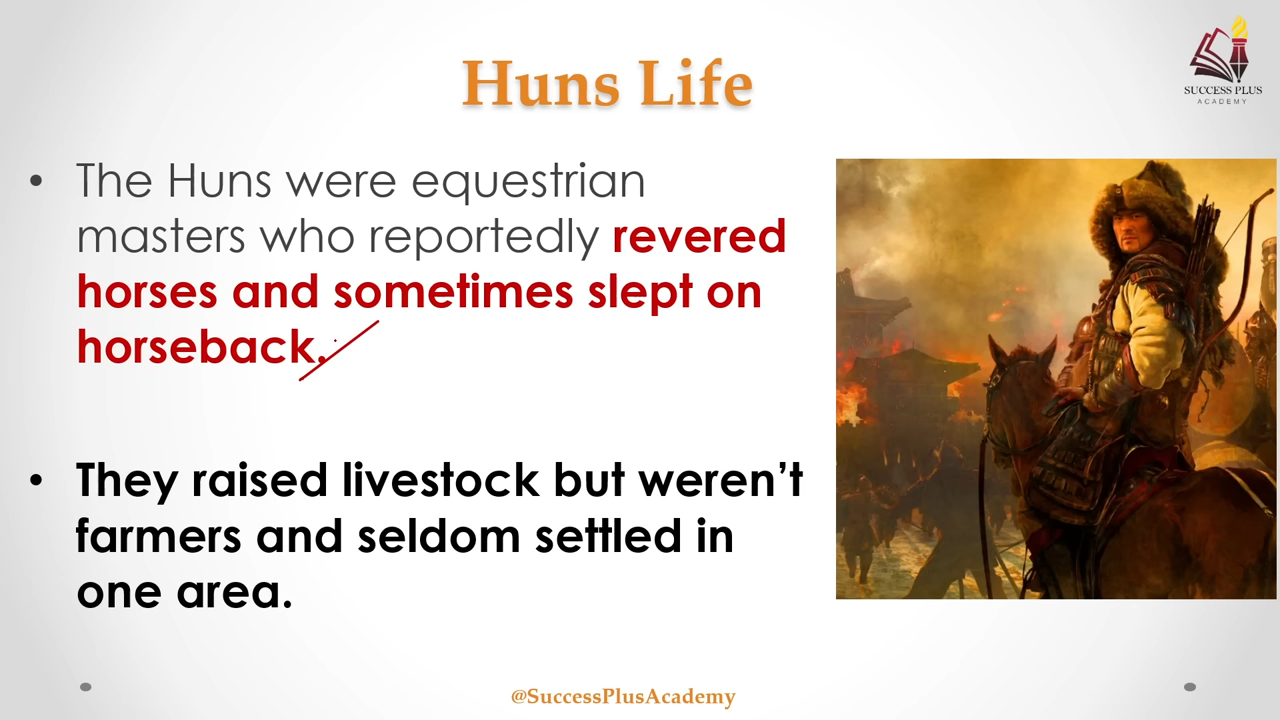 SUCCESS PLUS
ACADEMY
Huns Life
• The Huns were equestrian
masters who reportedly revered
horses and sometimes slept on
horseback.
• They raised livestock but weren’t
farmers and seldom settled in
one area.
@SuccessPlusAcademy